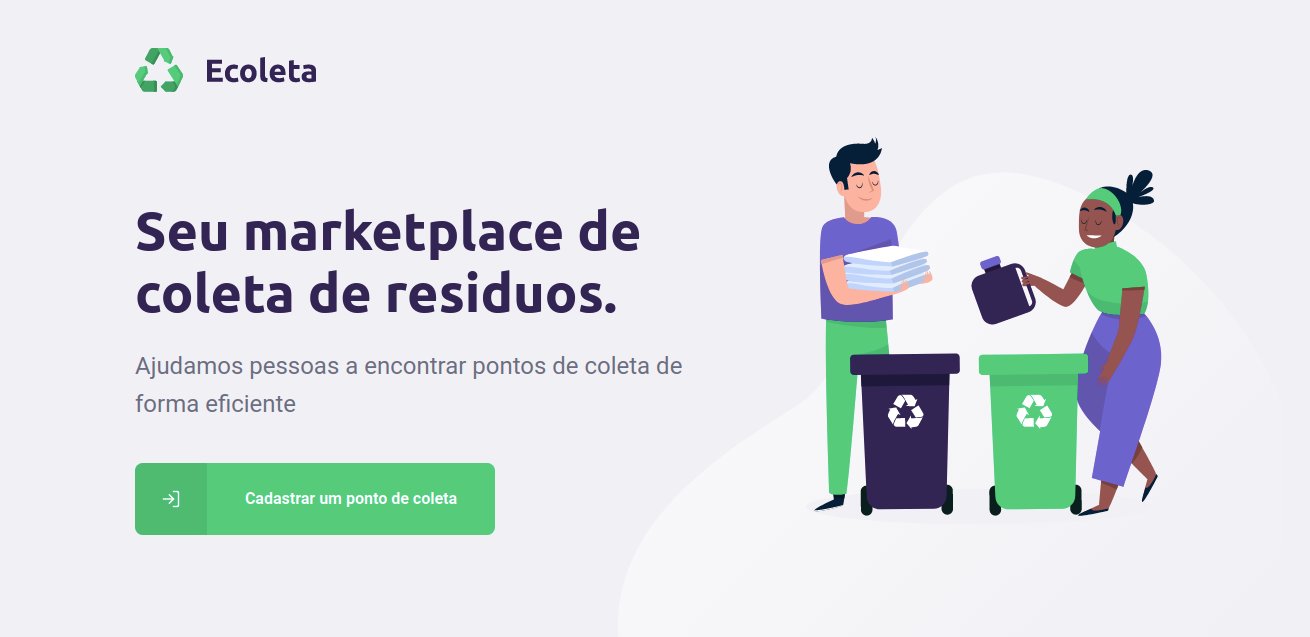 Ecoleta
Seu marketplace de
coleta de resíduos.
Ajudamos pessoas a encontrar pontos de coleta de
forma eficiente
Cadastrar um ponto de coleta